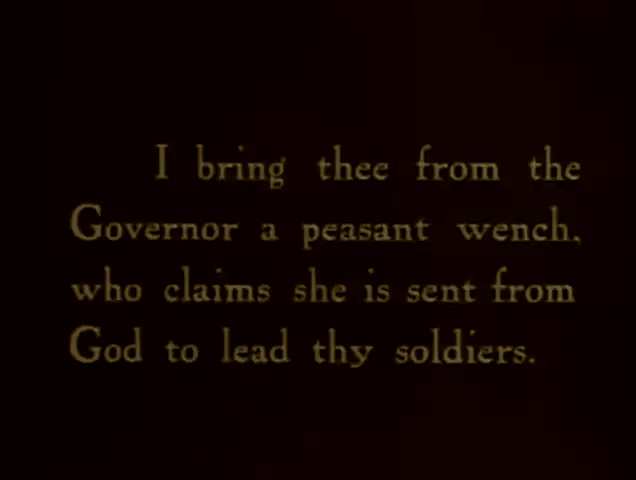 I bring thee from the
Governor a peasant wench,
who claims she is sent from
God to lead thy soldiers.